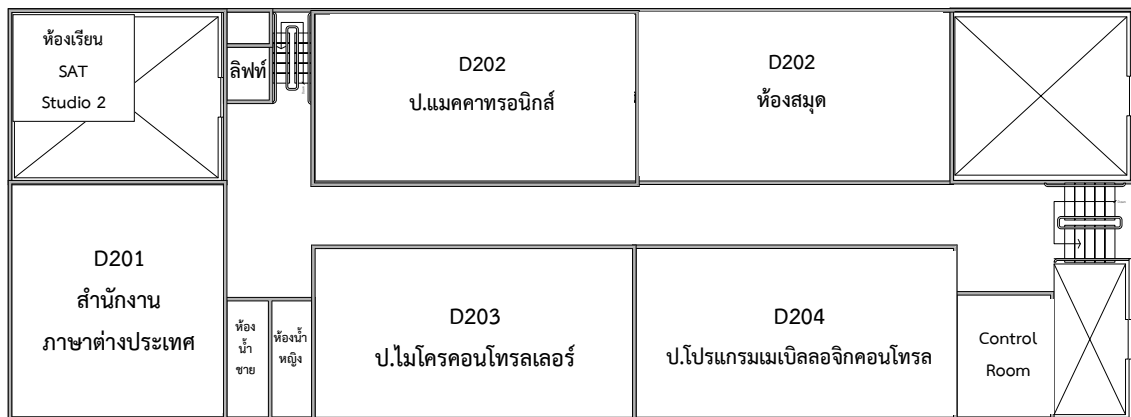 ห้องเรียน
SAT
Studio 2
ลิฟท์
D202
ป.แมคคาทรอนิกส์
D202
ห้องสมุด
D201
สำนักงาน
ภาษาต่างประเทศ
ห้อง
น้ำ
ชาย
ห้องน้ำ
หญิง
D203
ป.ไมโครคอนโทรลเลอร์
D204
ป.โปรแกรมเมเบิลลอจิกคอนโทรล
Control
Room